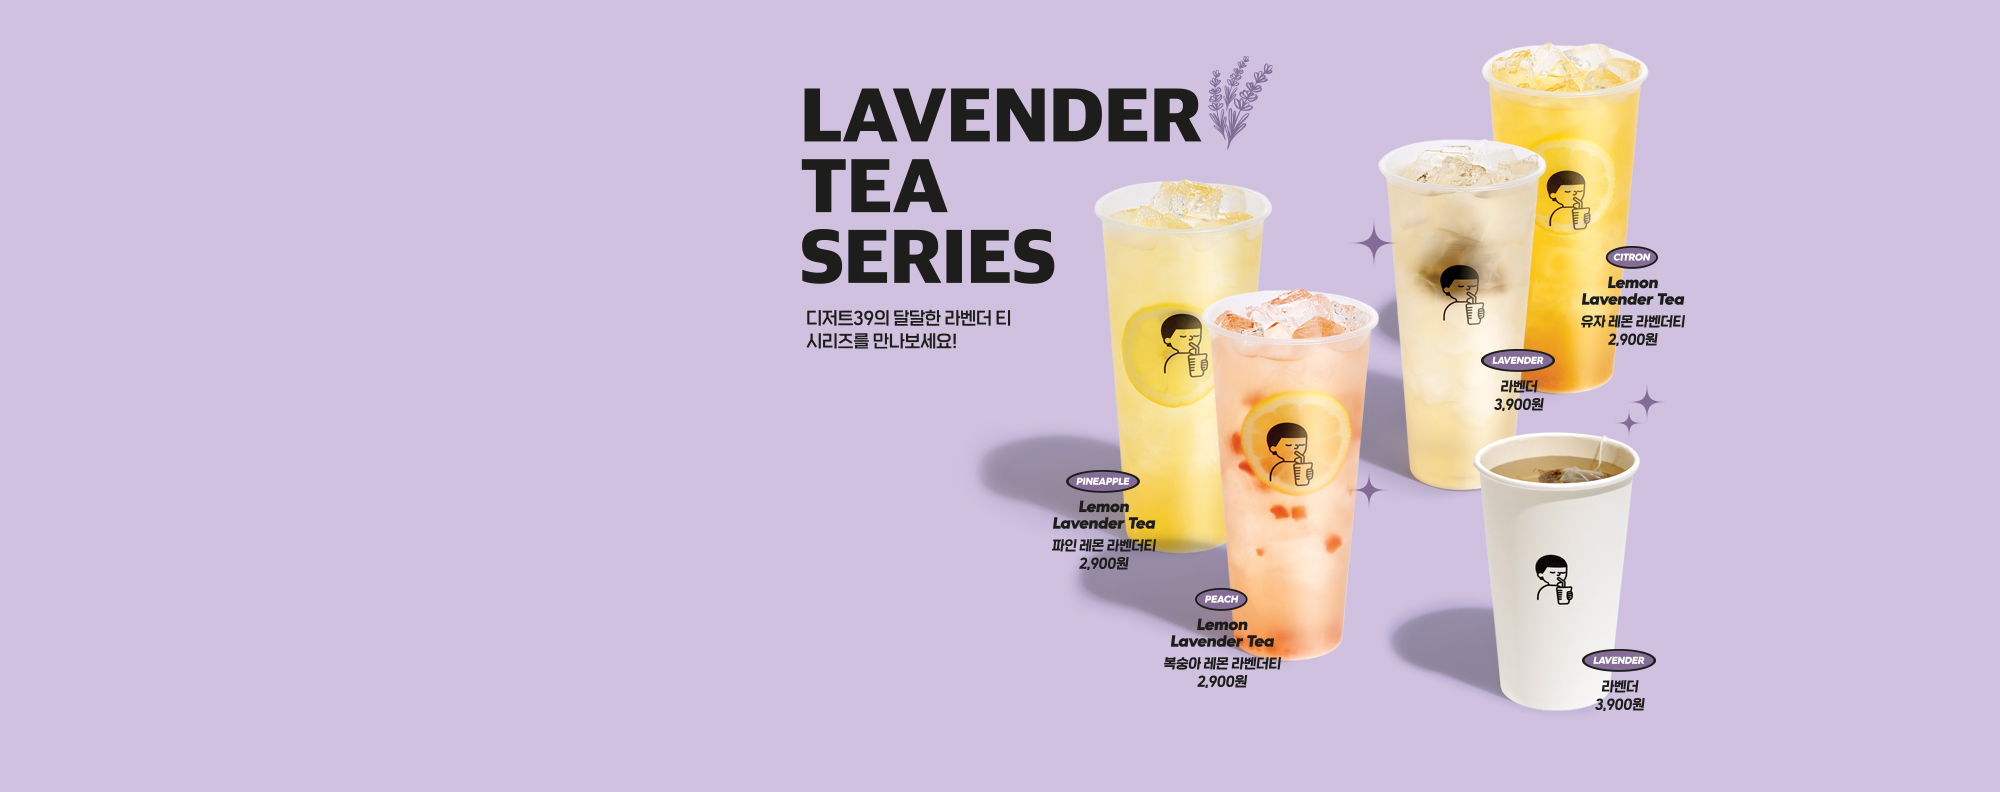 LAVENDER
TEA
SERIES
디저트39의 달달한 라벤더 티
시리즈를 만나보세요!
CITRON
Lemon
Lavender Tea
유자 레몬 라벤더티
2,900원
LAVENDER
라벤더
3,900원
PINEAPPLE
Lemon
Lavender Tea
파인 레몬 라벤더티
2,900원
PEACH
Lemon
Lavender Tea
복숭아 레몬 라벤더티
2,900원
LAVENDER
라벤더
3,900원